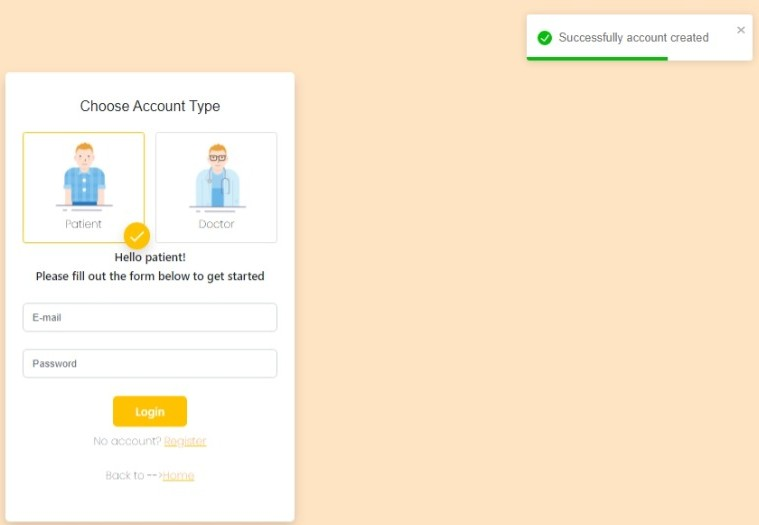 Successfully account created
Choose Account Type
Patient
Doctor
Hello patient!
Please fill out the form below to get started
E-mail
Password
Login
No account? Register
Back to -->Home